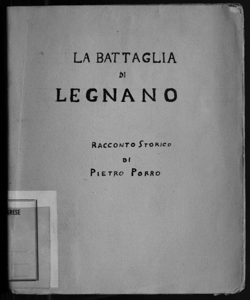 LA BATTAGLIA
DI
LEGNANO
RACCONTO STORICO
DI
PIETRO PORRO